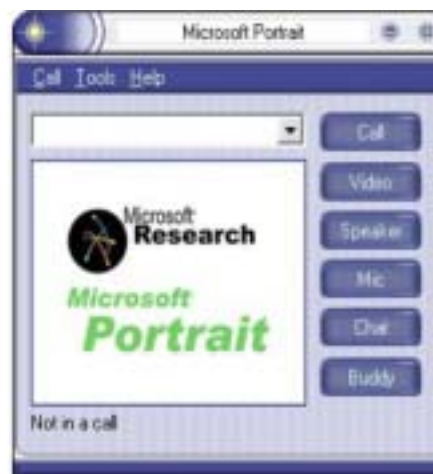 Microsoft Portrait
Call Tools Help
Call
Video
Microsoft
Research
Speaker
Microsoft
Portrait
Mic
Chat
Buddy
Not in a call